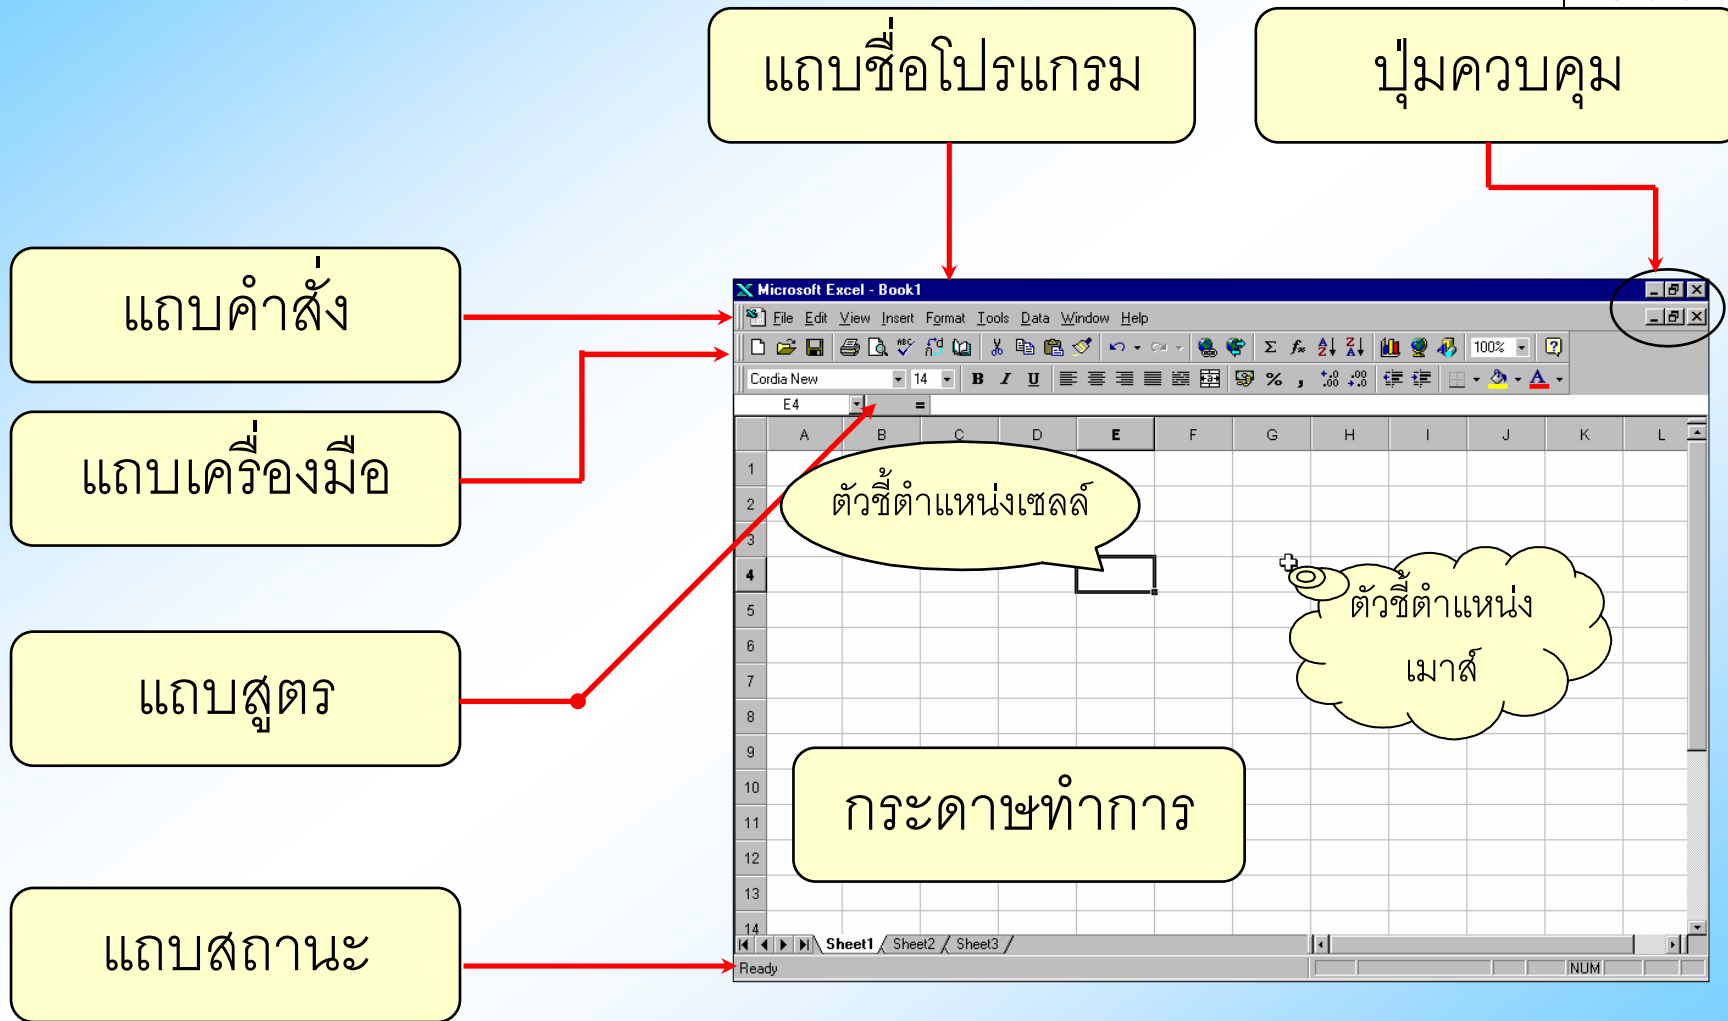 แถบชื่อโปรแกรม
ปุ่มควบคุม
แถบคำสั่ง
แถบเครื่องมือ
แถบสูตร
แถบสถานะ
Microsoft Excel - Book1
File Edit View Insert Format Tools Data Window Help
100%
Cordia New 14 B I U % ,
E4 =
A B C D E F G H I J K L
1
2
3
4
5
6
7
8
9
10
11
12
13
14
ตัวชี้ตำแหน่งเซลล์
ตัวชี้ตำแหน่ง
เมาส์
กระดาษทำการ
Sheet1 Sheet2 Sheet3
Ready NUM